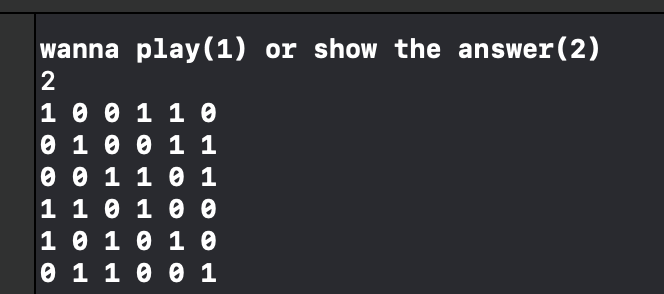 wanna play(1) or show the answer(2)
2
1 0 0 1 1 0
0 1 0 0 1 1
0 0 1 1 0 1
1 1 0 1 0 0
1 0 1 0 1 0
0 1 1 0 0 1